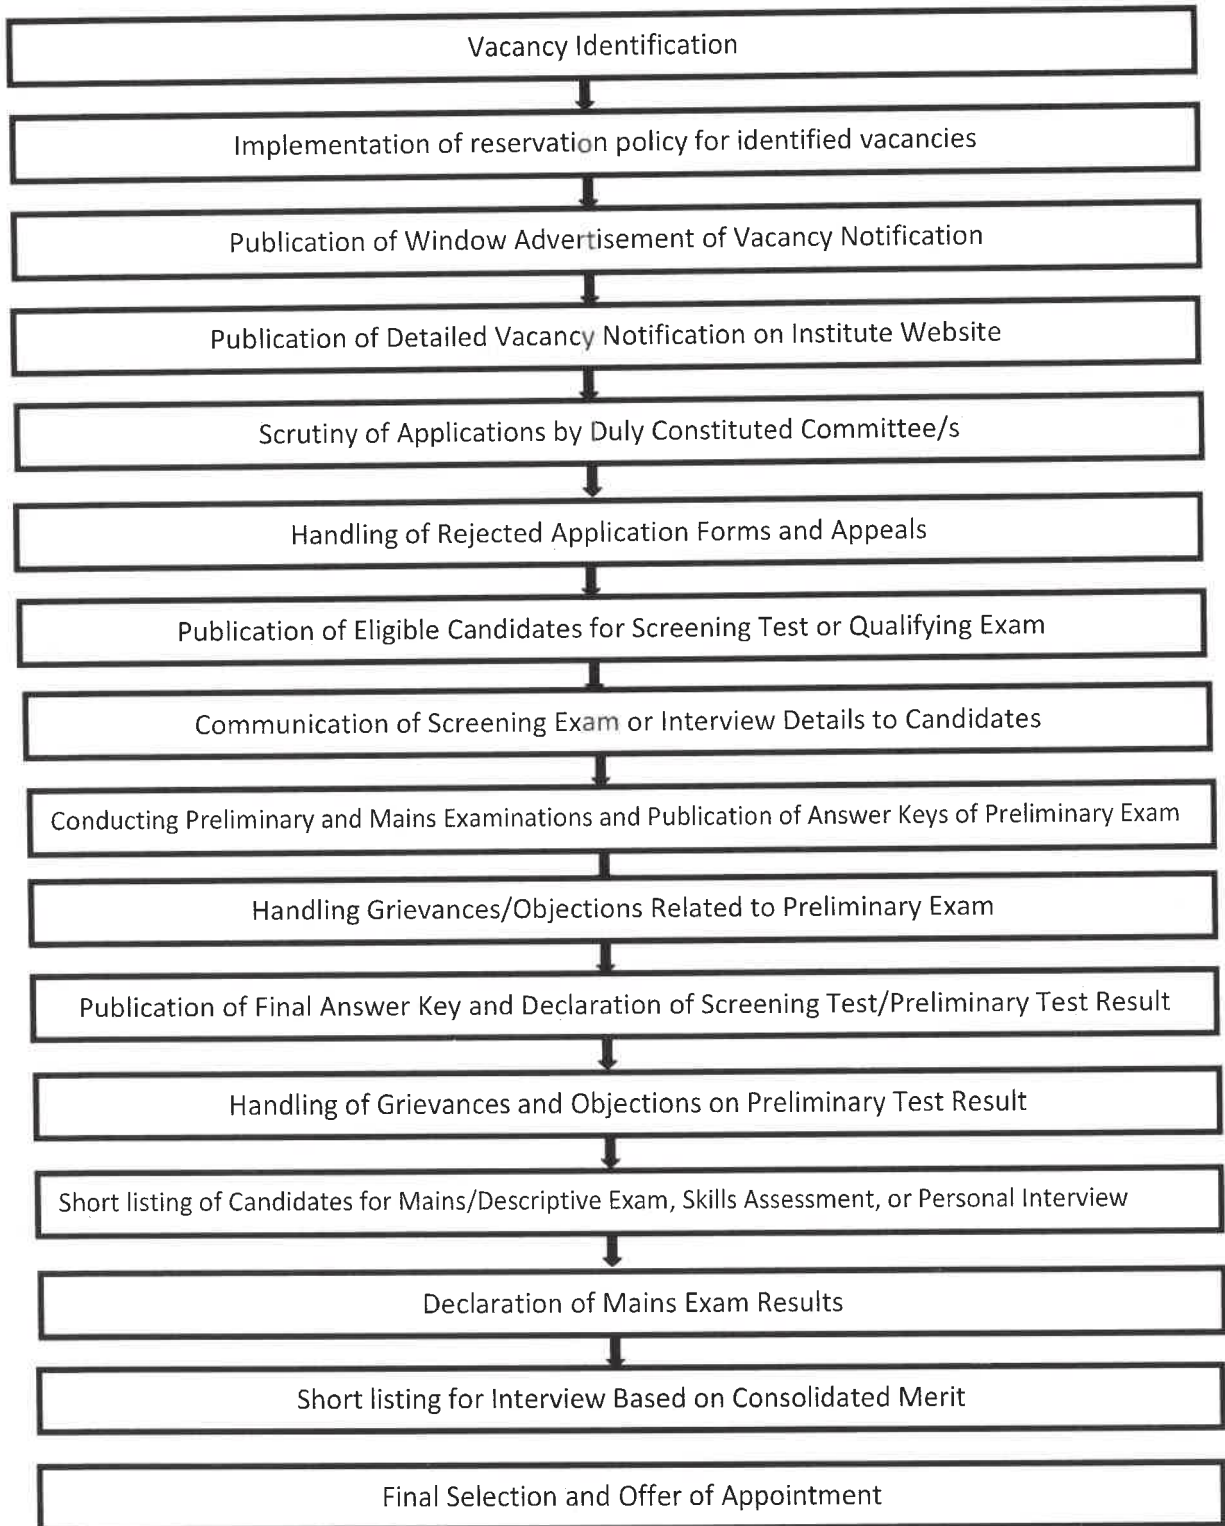 Vacancy Identification
Implementation of reservation policy for identified vacancies
Publication of Window Advertisement of Vacancy Notification
Publication of Detailed Vacancy Notification on Institute Website
Scrutiny of Applications by Duly Constituted Committee/s
Handling of Rejected Application Forms and Appeals
Publication of Eligible Candidates for Screening Test or Qualifying Exam
Communication of Screening Exam or Interview Details to Candidates
Conducting Preliminary and Mains Examinations and Publication of Answer Keys of Preliminary Exam
Handling Grievances/Objections Related to Preliminary Exam
Publication of Final Answer Key and Declaration of Screening Test/Preliminary Test Result
Handling of Grievances and Objections on Preliminary Test Result
Short listing of Candidates for Mains/Descriptive Exam, Skills Assessment, or Personal Interview
Declaration of Mains Exam Results
Short listing for Interview Based on Consolidated Merit
Final Selection and Offer of Appointment